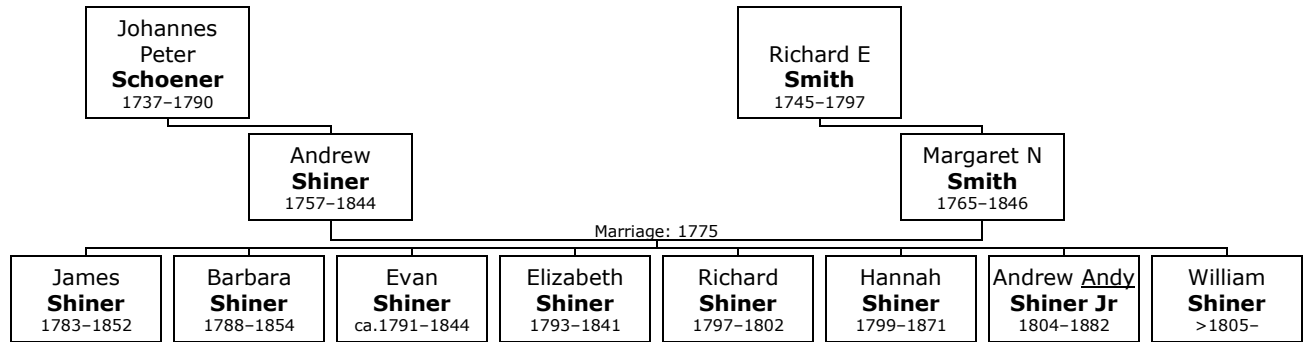 Johannes
Peter
Schoener
1737–1790
Richard E
Smith
1745–1797
Andrew
Shiner
1757–1844
Margaret N
Smith
1765–1846
Marriage: 1775
James
Shiner
1783–1852
Barbara
Shiner
1788–1854
Evan
Shiner
ca.1791–1844
Elizabeth
Shiner
1793–1841
Richard
Shiner
1797–1802
Hannah
Shiner
1799–1871
Andrew Andy
Shiner Jr
1804–1882
William
Shiner
>1805–